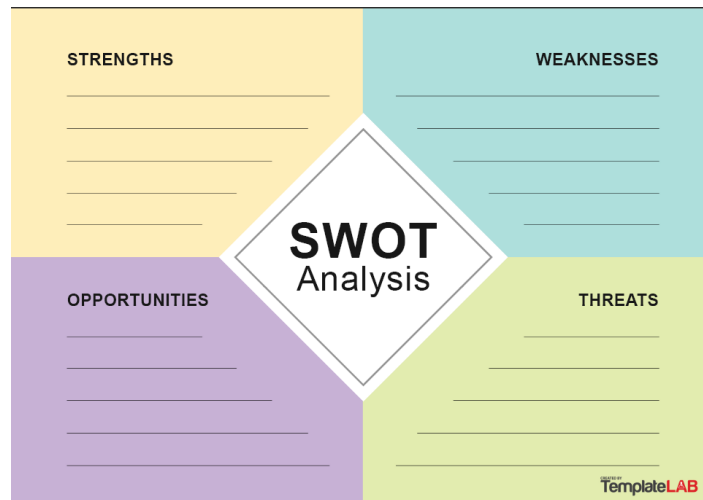 STRENGTHS
WEAKNESSES
SWOT
Analysis
OPPORTUNITIES
THREATS
CREATED BY
TemplateLAB